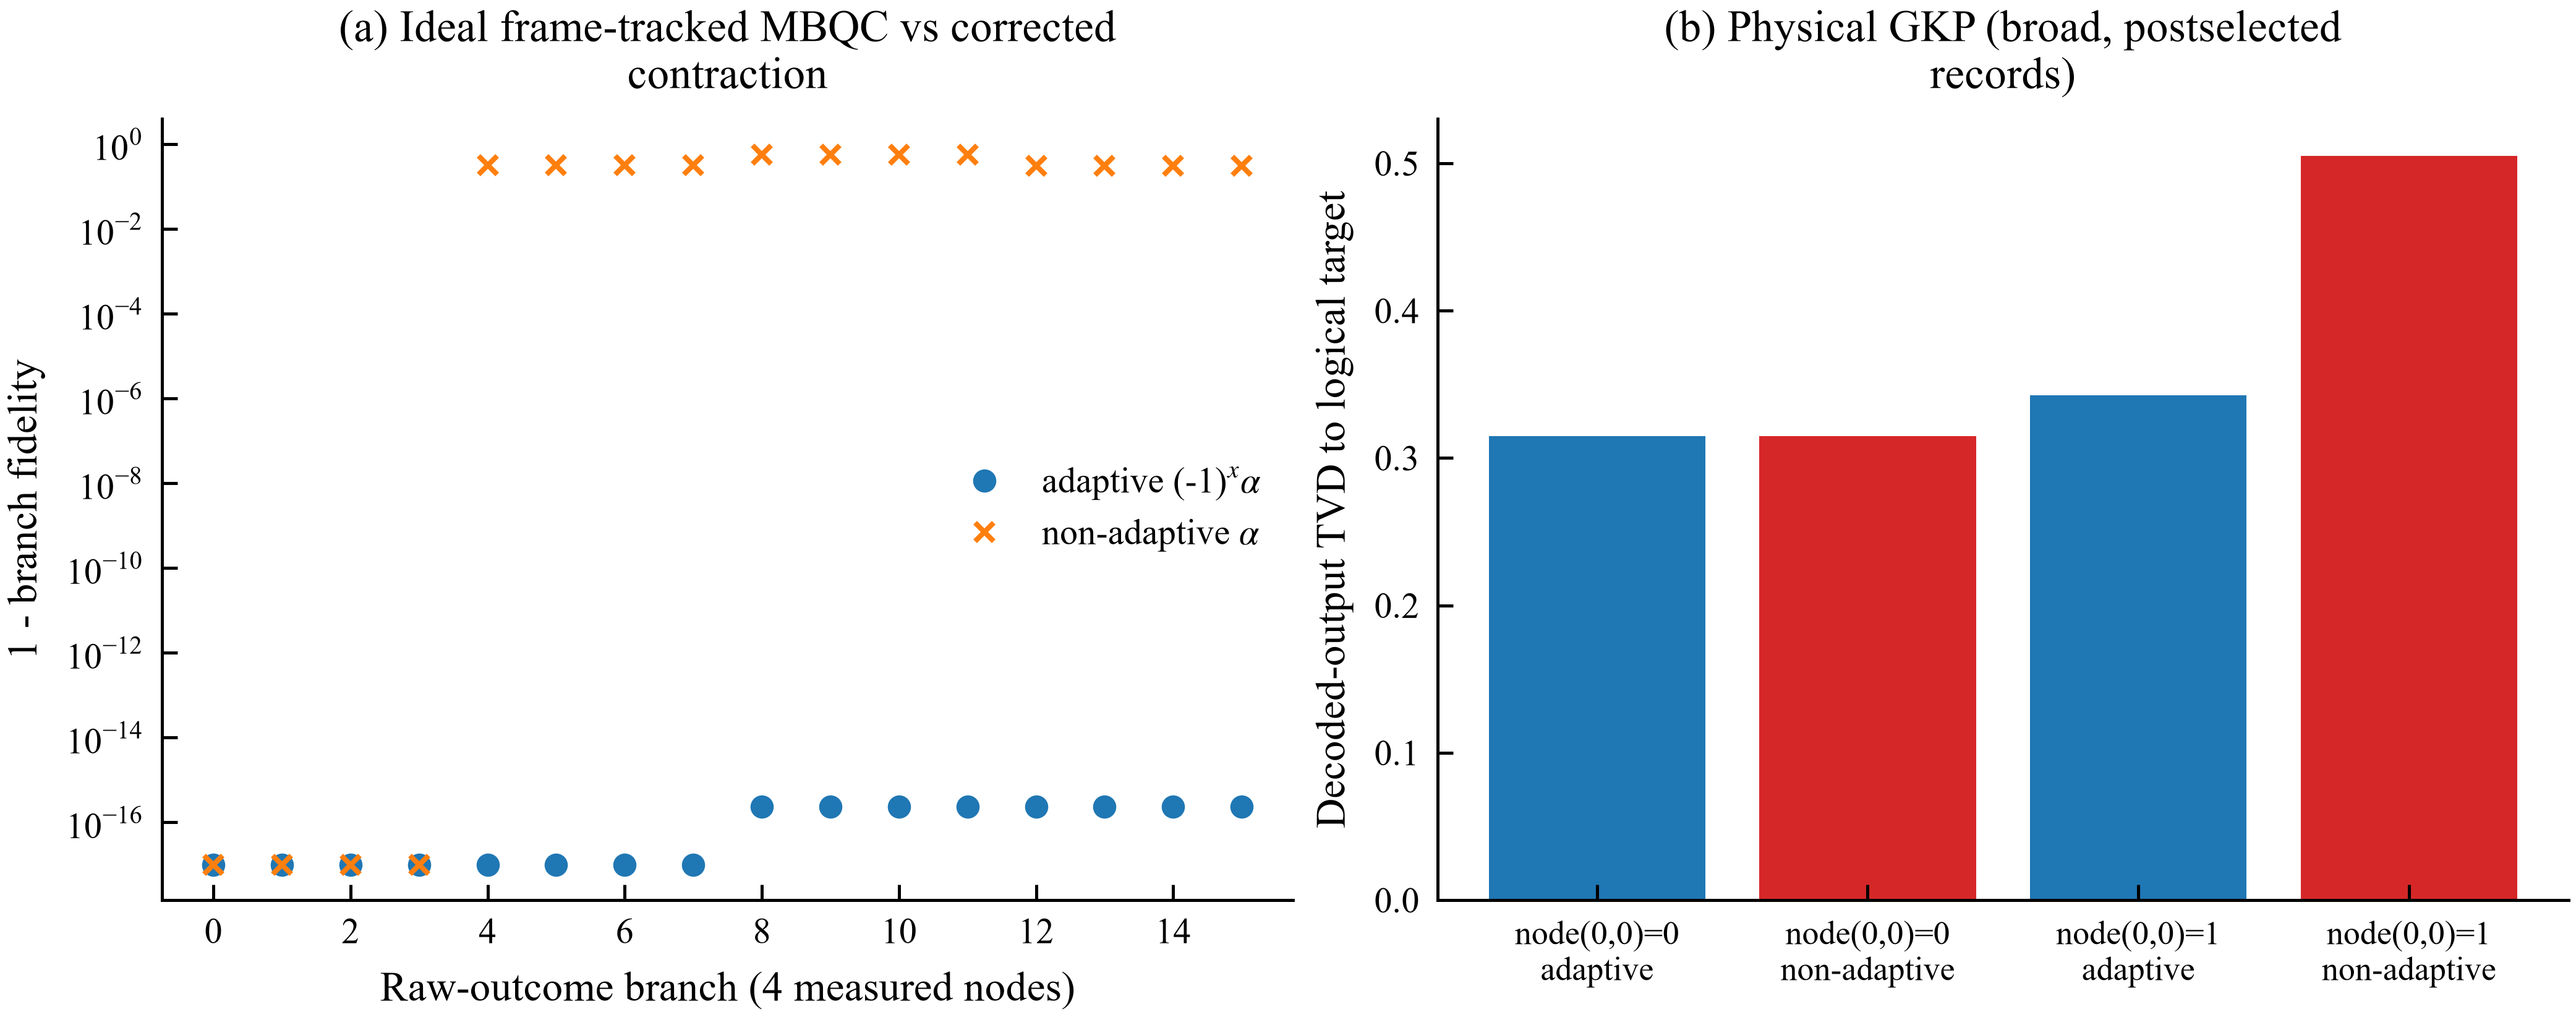 (a) Ideal frame-tracked MBQC vs corrected
contraction
1 - branch fidelity
10^0
10^−2
10^−4
10^−6
10^−8
10^−10
10^−12
10^−14
10^−16
adaptive (-1)^xα
non-adaptive α
0 2 4 6 8 10 12 14
Raw-outcome branch (4 measured nodes)
(b) Physical GKP (broad, postselected
records)
Decoded-output TVD to logical target
0.5
0.4
0.3
0.2
0.1
0.0
node(0,0)=0
adaptive
node(0,0)=0
non-adaptive
node(0,0)=1
adaptive
node(0,0)=1
non-adaptive